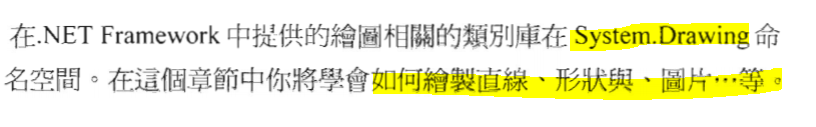 在.NET Framework 中提供的繪圖相關的類別庫在 System.Drawing 命
名空間。在這個章節中你將學會如何繪製直線、形狀與、圖片…等。